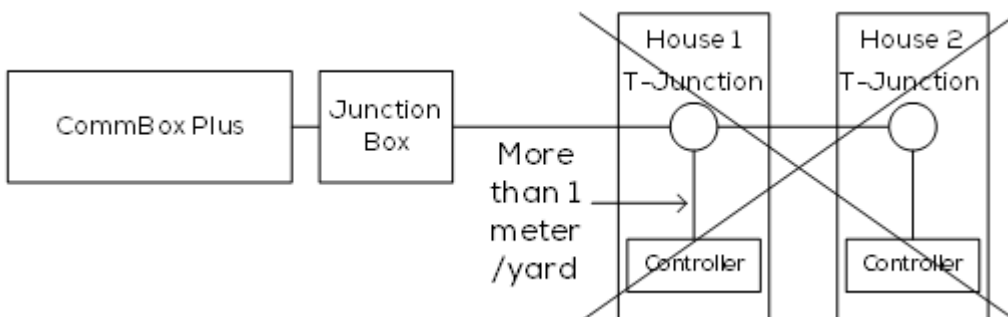 CommBox Plus
Junction
Box
More
than 1
meter
/yard
House 1
T-Junction
Controller
House 2
T-Junction
Controller